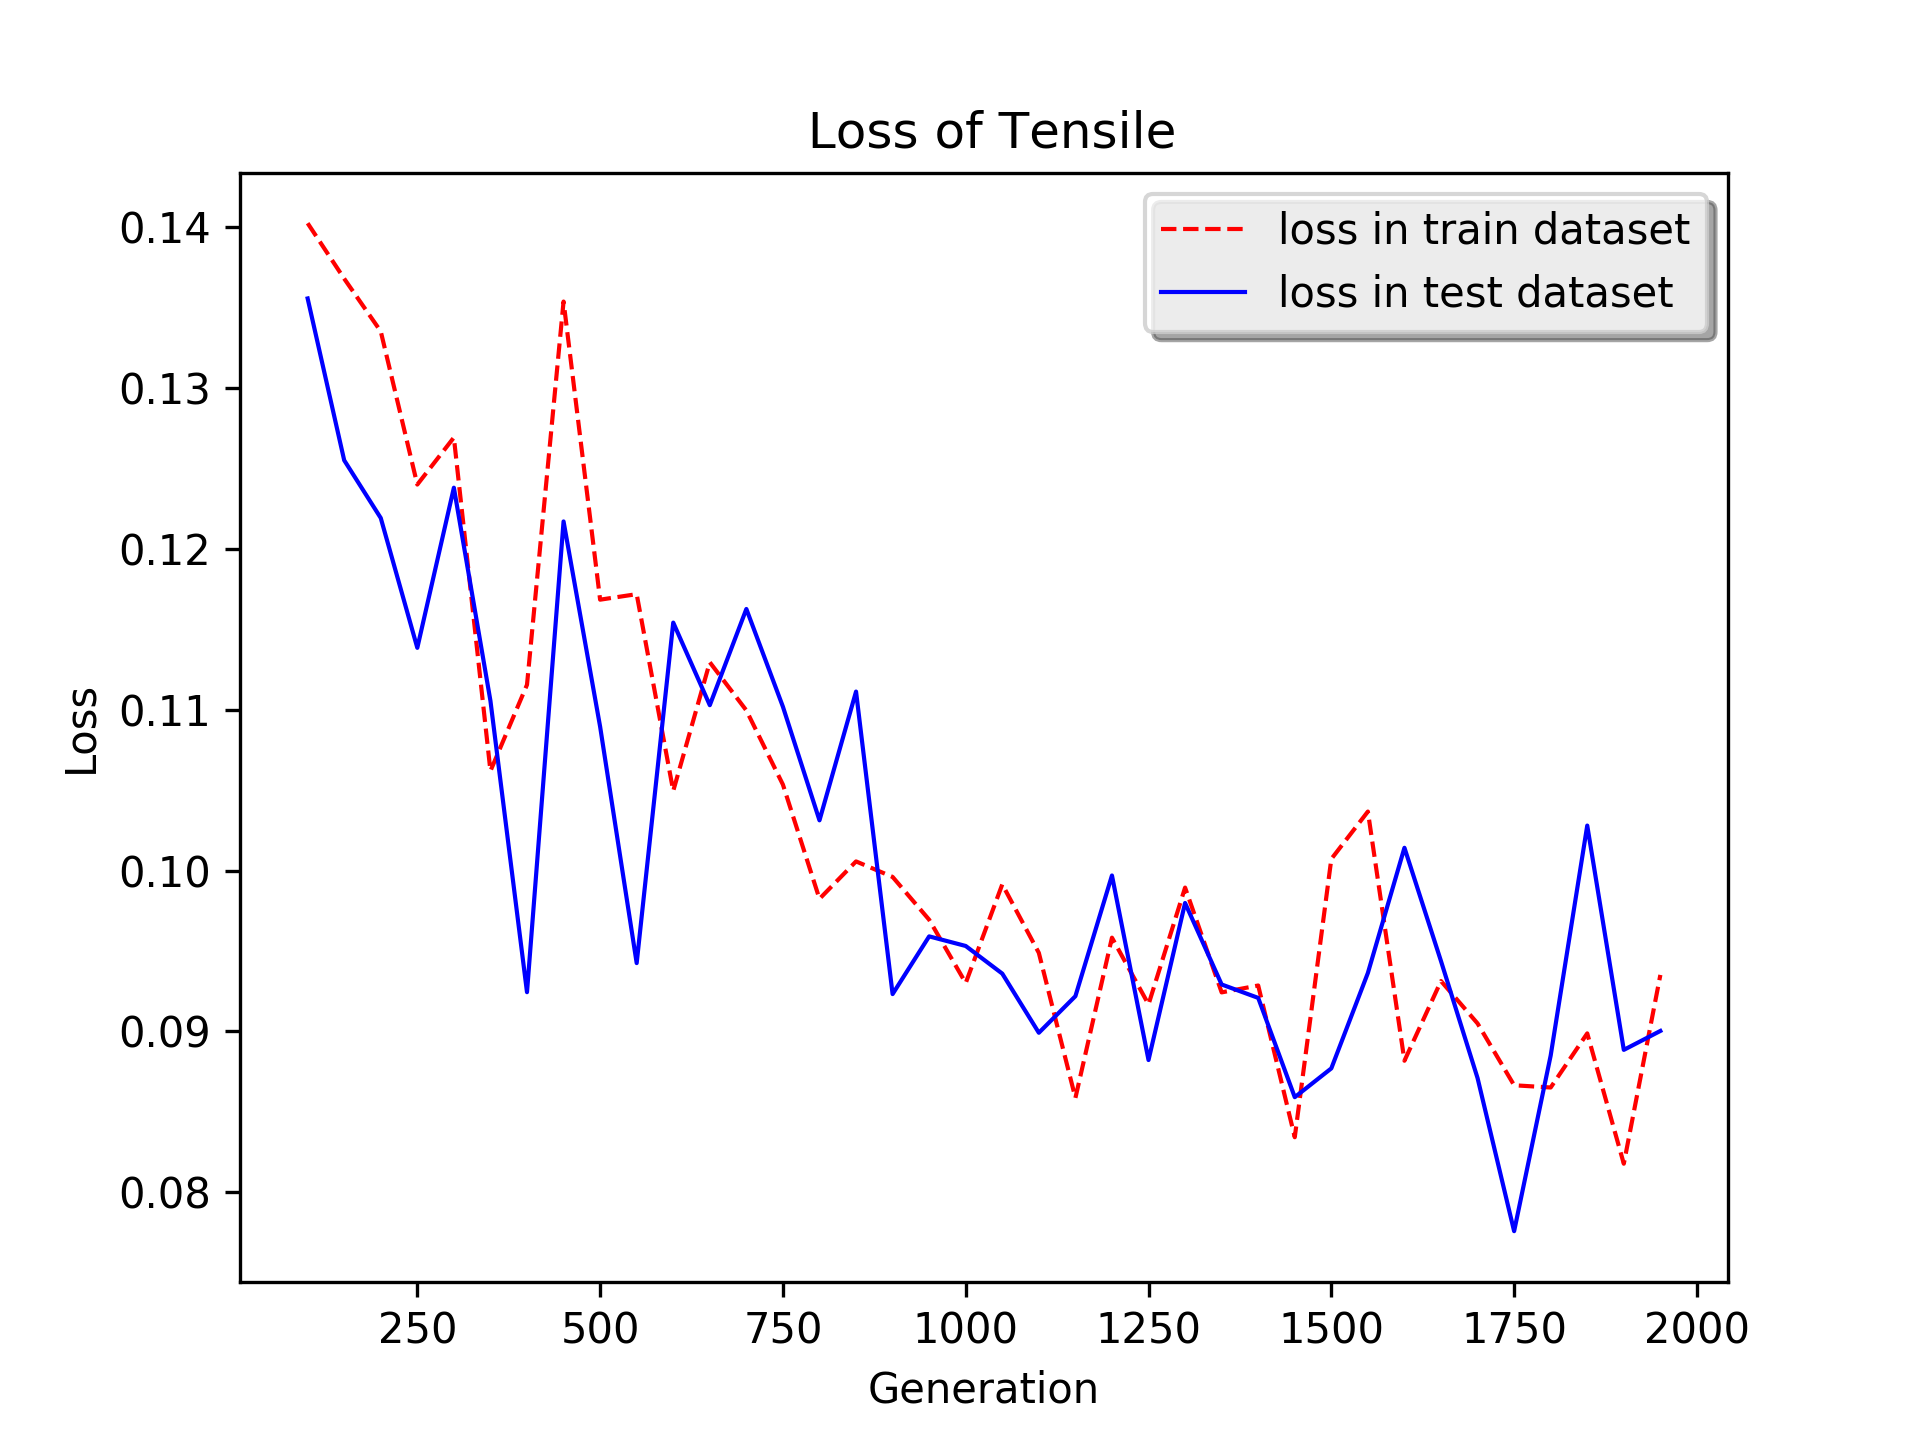 Loss of Tensile
loss in train dataset
loss in test dataset
0.14
0.13
0.12
0.11
0.10
0.09
0.08
Loss
250 500 750 1000 1250 1500 1750 2000
Generation